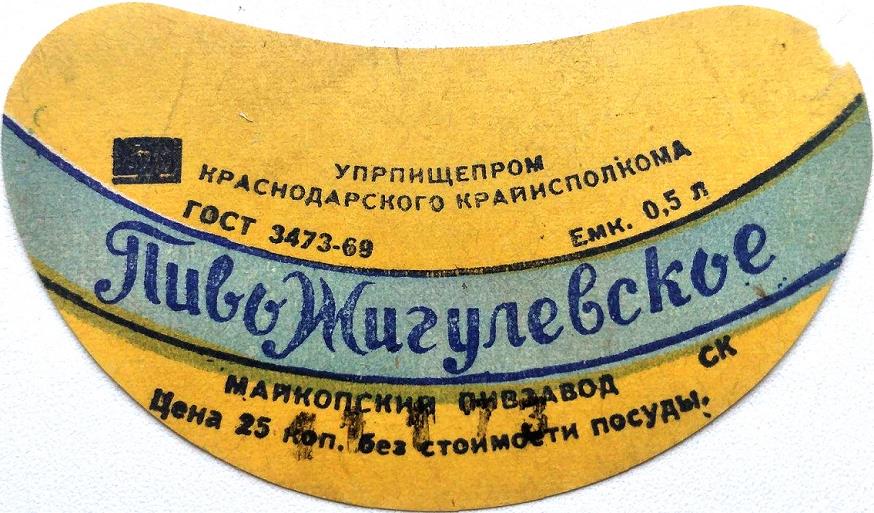 УПРПИЩЕПРОМ
КРАСНОДАРСКОГО КРАЙИСПОЛКОМА
ГОСТ 3473-69
Емк. 0,5 л
Пиво Жигулевское
МАЙКОПСКИЙ ПИВЗАВОД
СК
Цена 25 коп. без стоимости посуды.